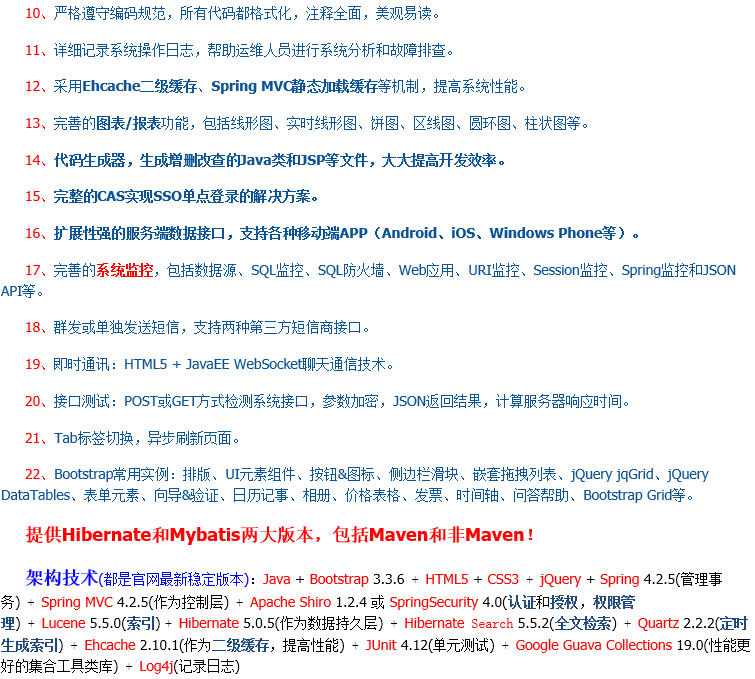 10、严格遵守编码规范，所有代码都格式化，注释全面，美观易读。
11、详细记录系统操作日志，帮助运维人员进行系统分析和故障排查。
12、采用Ehcache二级缓存、Spring MVC静态加载缓存等机制，提高系统性能。
13、完善的图表/报表功能，包括线形图、实时线形图、饼图、区线图、圆环图、柱状图等。
14、代码生成器，生成增删改查的Java类和JSP等文件，大大提高开发效率。
15、完整的CAS实现SSO单点登录的解决方案。
16、扩展性强的服务端数据接口，支持各种移动端APP（Android、iOS、Windows Phone等）。
17、完善的系统监控，包括数据源、SQL监控、SQL防火墙、Web应用、URI监控、Session监控、Spring监控和JSON
API等。
18、群发或单独发送短信，支持两种第三方短信商接口。
19、即时通讯：HTML5 + JavaEE WebSocket聊天通信技术。
20、接口测试：POST或GET方式检测系统接口，参数加密，JSON返回结果，计算服务器响应时间。
21、Tab标签切换，异步刷新页面。
22、Bootstrap常用实例：排版、UI元素组件、按钮&图标、侧边栏滑块、嵌套拖拽列表、jQuery jqGrid、jQuery
DataTables、表单元素、向导&验证、日历记事、相册、价格表格、发票、时间轴、问答帮助、Bootstrap Grid等。
提供Hibernate和Mybatis两大版本，包括Maven和非Maven！
架构技术(都是官网最新稳定版本)：Java + Bootstrap 3.3.6 + HTML5 + CSS3 + jQuery + Spring 4.2.5(管理事
务) + Spring MVC 4.2.5(作为控制层) + Apache Shiro 1.2.4 或 SpringSecurity 4.0(认证和授权，权限管
理) + Lucene 5.5.0(索引) + Hibernate 5.0.5(作为数据持久层) + Hibernate Search 5.5.2(全文检索) + Quartz 2.2.2(定时
生成索引) + Ehcache 2.10.1(作为二级缓存，提高性能) + JUnit 4.12(单元测试) + Google Guava Collections 19.0(性能更
好的集合工具类库) + Log4j(记录日志)